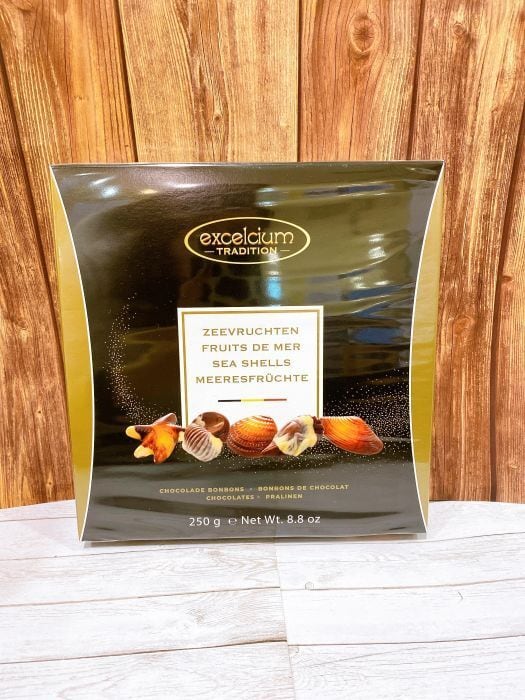 excelcium
TRADITION
ZEEVRUCHTEN
FRUITS DE MER
SEA SHELLS
MEERESFRÜCHTE
CHOCOLADE BONBONS • BONBONS DE CHOCOLAT
CHOCOLATES • PRALINEN
250 g ℮ Net Wt. 8.8 oz